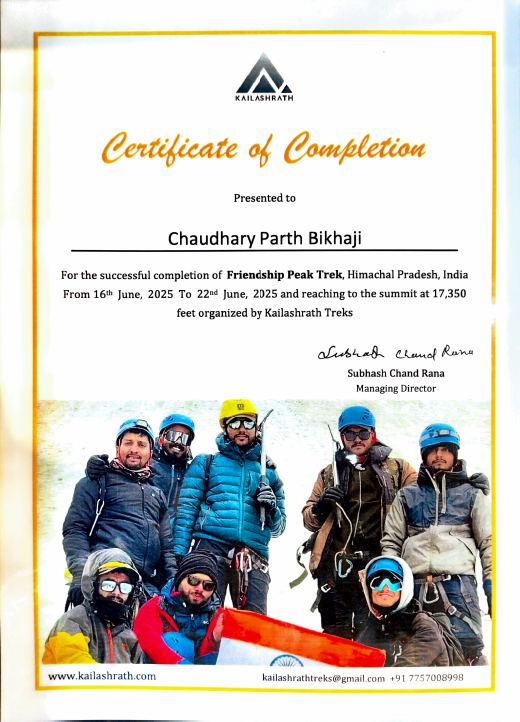 KAILASHRATH
Certificate of Completion
Presented to
Chaudhary Parth Bikhaji
For the successful completion of Friendship Peak Trek, Himachal Pradesh, India
From 16th June, 2025 To 22nd June, 2025 and reaching to the summit at 17,350
feet organized by Kailashrath Treks
Subhash Chand Rana
Subhash Chand Rana
Managing Director
www.kailashrath.com
kailashrathtreks@gmail.com +91 7757008998